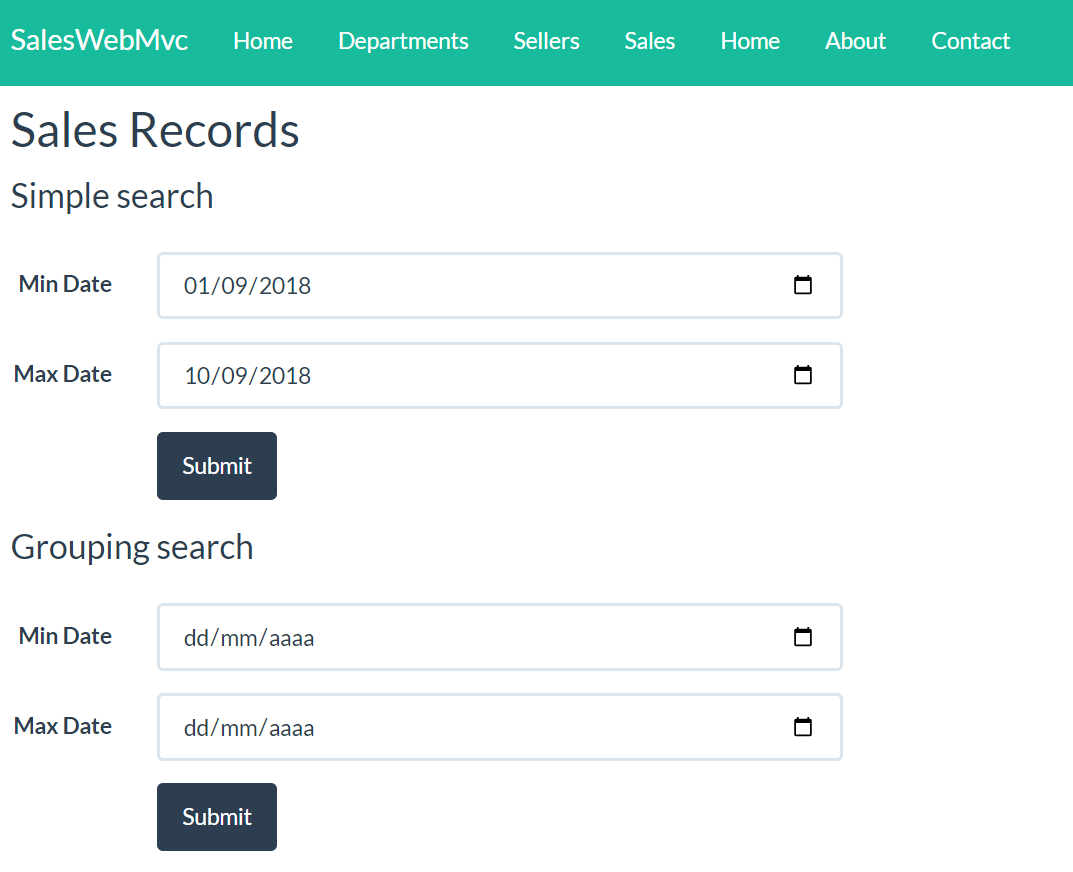 SalesWebMvc Home Departments Sellers Sales Home About Contact
Sales Records
Simple search
Min Date 01/09/2018
Max Date 10/09/2018
Submit
Grouping search
Min Date dd/mm/aaaa
Max Date dd/mm/aaaa
Submit